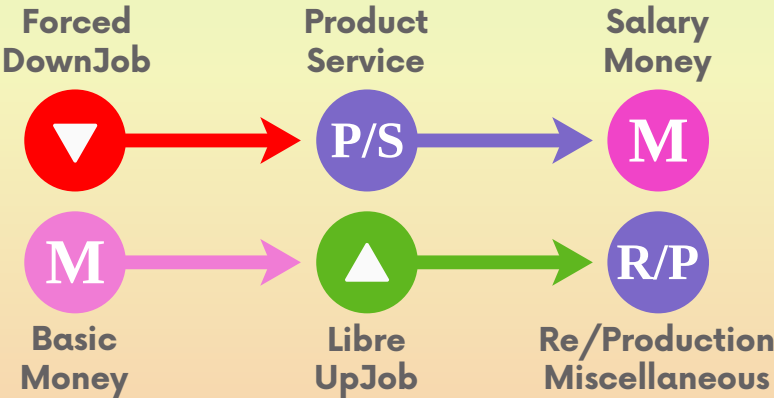 Forced Product Salary
DownJob Service Money
P/S M
M R/P
Basic Libre Re/Production
Money UpJob Miscellaneous